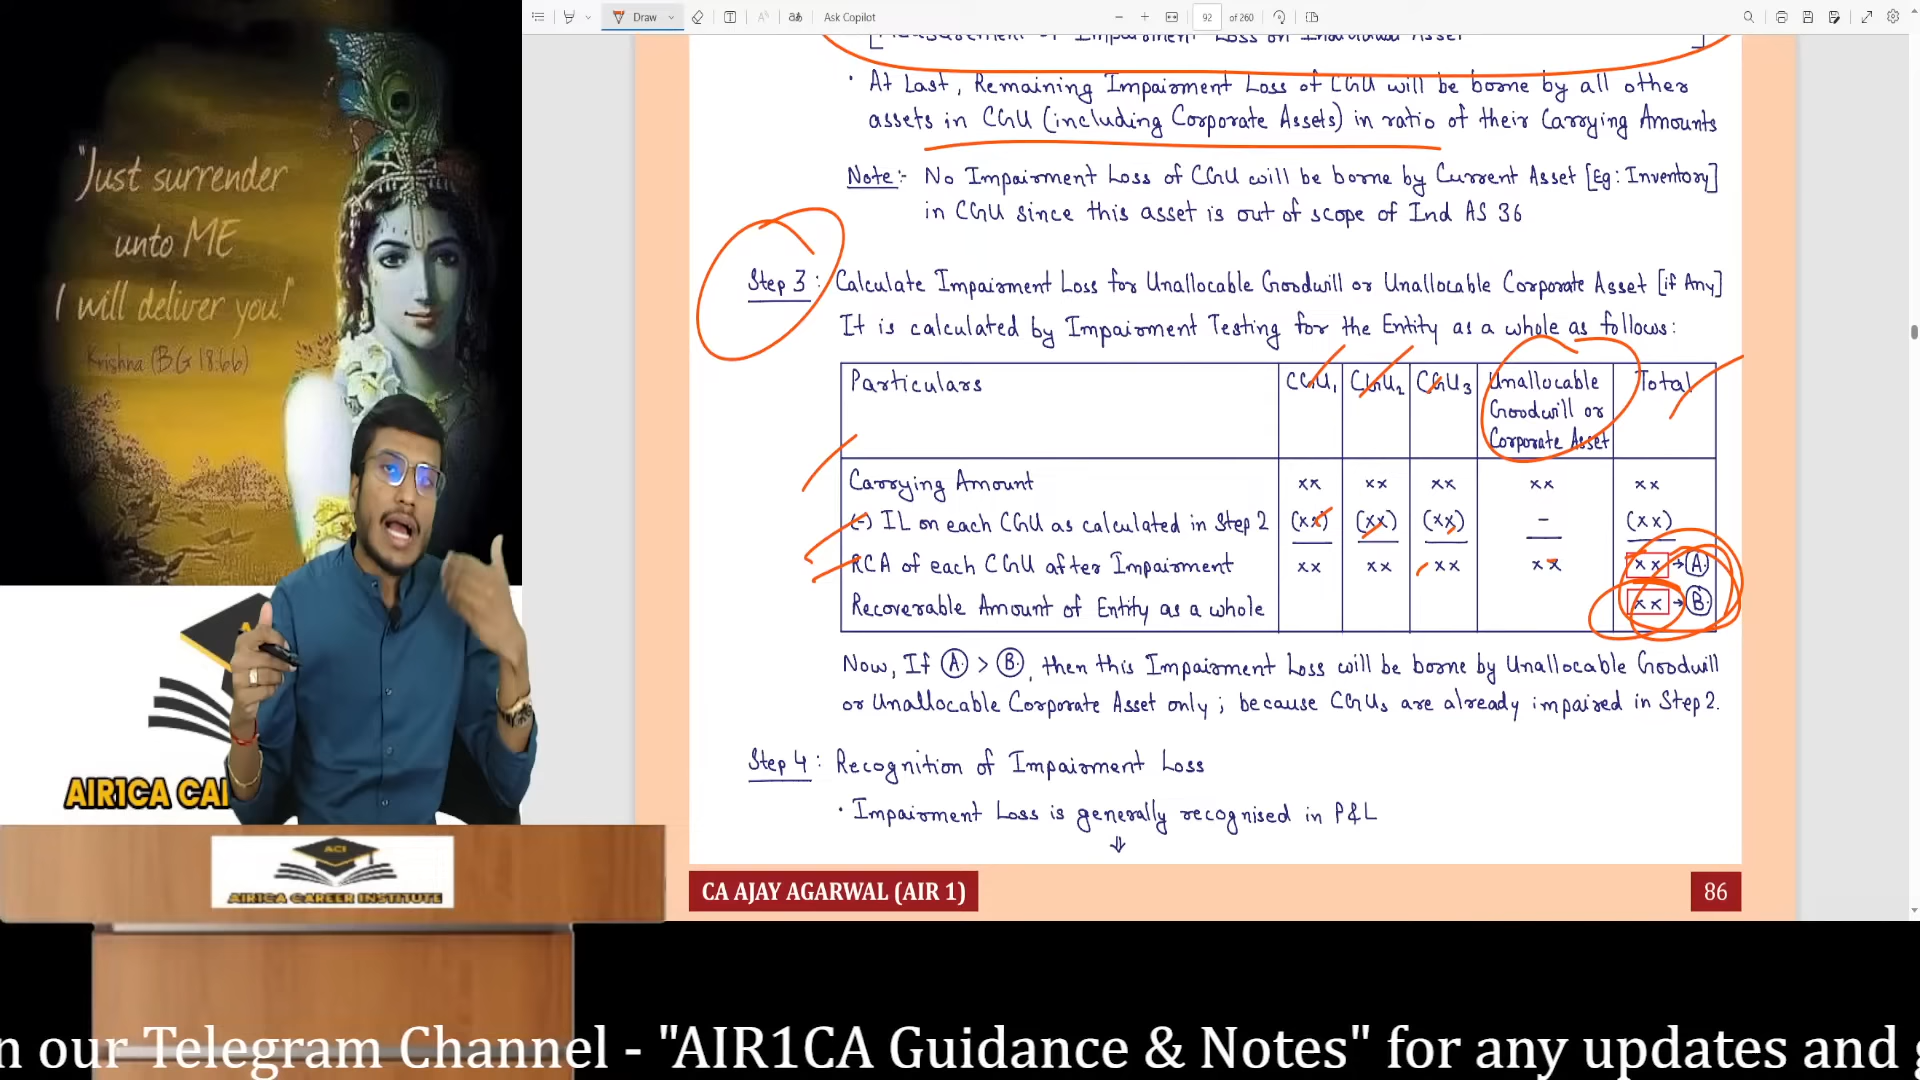 Draw
Ask Copilot
92 of 260
Measurement of Impairment Loss on Individual Asset
• At Last, Remaining Impairment Loss of CGU will be borne by all other
assets in CGU (including Corporate Assets) in ratio of their Carrying Amounts
Note:- No Impairment Loss of CGU will be borne by Current Asset [Eg: Inventory]
in CGU since this asset is out of scope of Ind AS 36
Step 3: Calculate Impairment Loss for Unallocable Goodwill or Unallocable Corporate Asset [if Any]
It is calculated by Impairment Testing for the Entity as a whole as follows:
Particulars CGU₁ CGU₂ CGU₃ Unallocable Total
Goodwill or
Corporate Asset
Carrying Amount xx xx xx xx xx
(-) IL on each CGU as calculated in Step 2 (xx) (xx) (xx) - (xx)
RCA of each CGU after Impairment xx xx xx xx xx → A.
Recoverable Amount of Entity as a whole xx → B.
Now, If A. > B., then this Impairment Loss will be borne by Unallocable Goodwill
or Unallocable Corporate Asset only; because CGUs are already impaired in Step 2.
Step 4: Recognition of Impairment Loss
• Impairment Loss is generally recognised in P&L
⇓
CA AJAY AGARWAL (AIR 1) 86
"Just surrender
unto ME
I will deliver you!"
Krishna (B.G 18:66)
AIR1CA CAR
ACI
AIR1CA CAREER INSTITUTE
n our Telegram Channel - "AIR1CA Guidance & Notes" for any updates and g